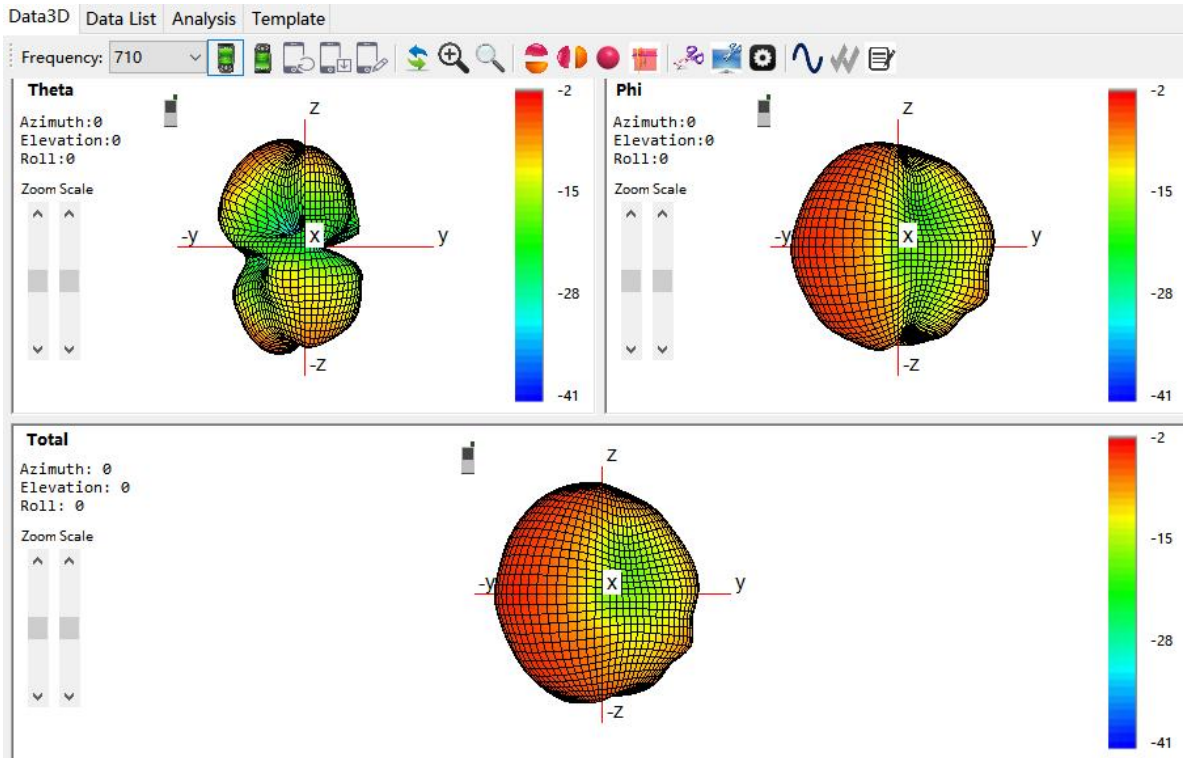 Data3D Data List Analysis Template
Frequency: 710
Theta
Azimuth:0
Elevation:0
Roll:0
Zoom Scale
z
-y x y
-z
-2
-15
-28
-41
Phi
Azimuth:0
Elevation:0
Roll:0
Zoom Scale
z
-y x y
-z
-2
-15
-28
-41
Total
Azimuth: 0
Elevation: 0
Roll: 0
Zoom Scale
z
-y x y
-z
-2
-15
-28
-41